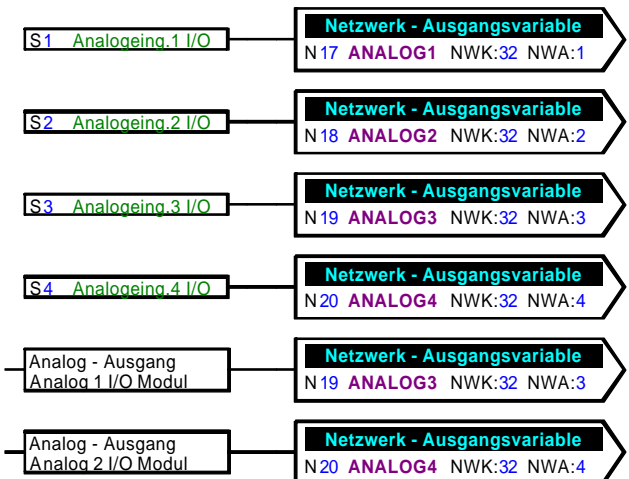 Netzwerk - Ausgangsvariable
S1 Analogeing.1 I/O N17 ANALOG1 NWK:32 NWA:1
Netzwerk - Ausgangsvariable
S2 Analogeing.2 I/O N18 ANALOG2 NWK:32 NWA:2
Netzwerk - Ausgangsvariable
S3 Analogeing.3 I/O N19 ANALOG3 NWK:32 NWA:3
Netzwerk - Ausgangsvariable
S4 Analogeing.4 I/O N20 ANALOG4 NWK:32 NWA:4
Analog - Ausgang Netzwerk - Ausgangsvariable
Analog 1 I/O Modul N19 ANALOG3 NWK:32 NWA:3
Analog - Ausgang Netzwerk - Ausgangsvariable
Analog 2 I/O Modul N20 ANALOG4 NWK:32 NWA:4